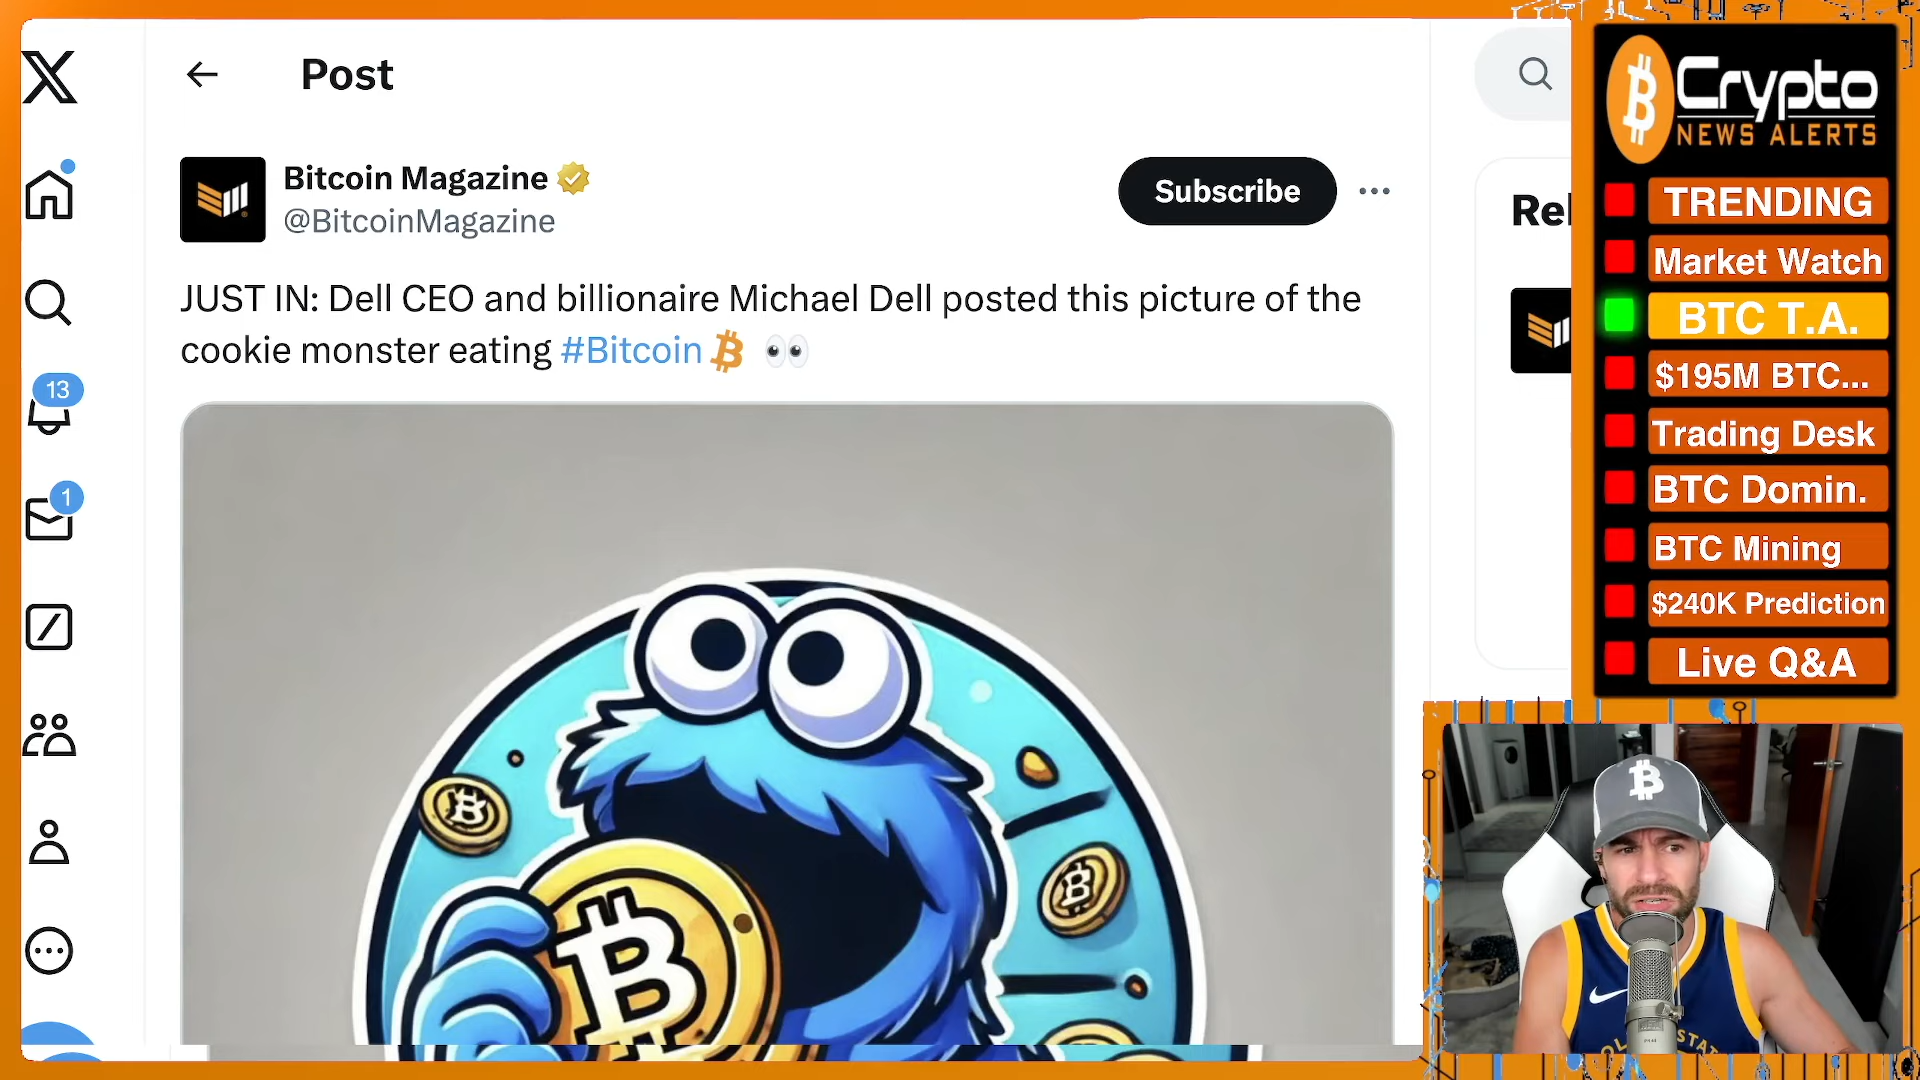 Post
Bitcoin Magazine
@BitcoinMagazine
Subscribe
JUST IN: Dell CEO and billionaire Michael Dell posted this picture of the
cookie monster eating #Bitcoin
13
1
Rel
Crypto
NEWS ALERTS
TRENDING
Market Watch
BTC T.A.
$195M BTC...
Trading Desk
BTC Domin.
BTC Mining
$240K Prediction
Live Q&A